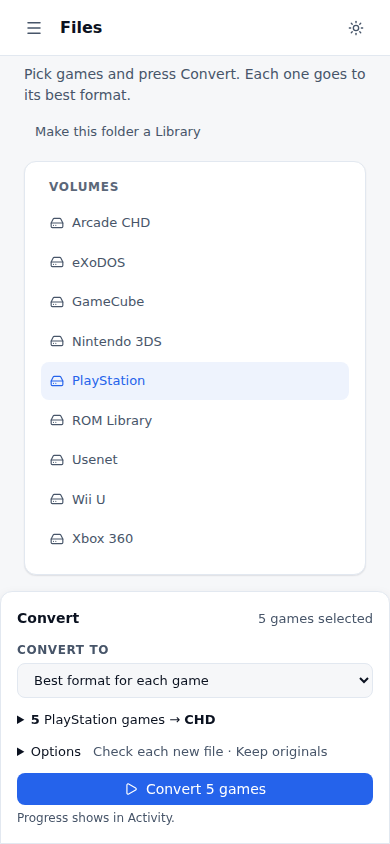 Files
Pick games and press Convert. Each one goes to
its best format.
Make this folder a Library
VOLUMES
Arcade CHD
eXoDOS
GameCube
Nintendo 3DS
PlayStation
ROM Library
Usenet
Wii U
Xbox 360
Convert
5 games selected
CONVERT TO
Best format for each game
5 PlayStation games → CHD
Options Check each new file · Keep originals
Convert 5 games
Progress shows in Activity.